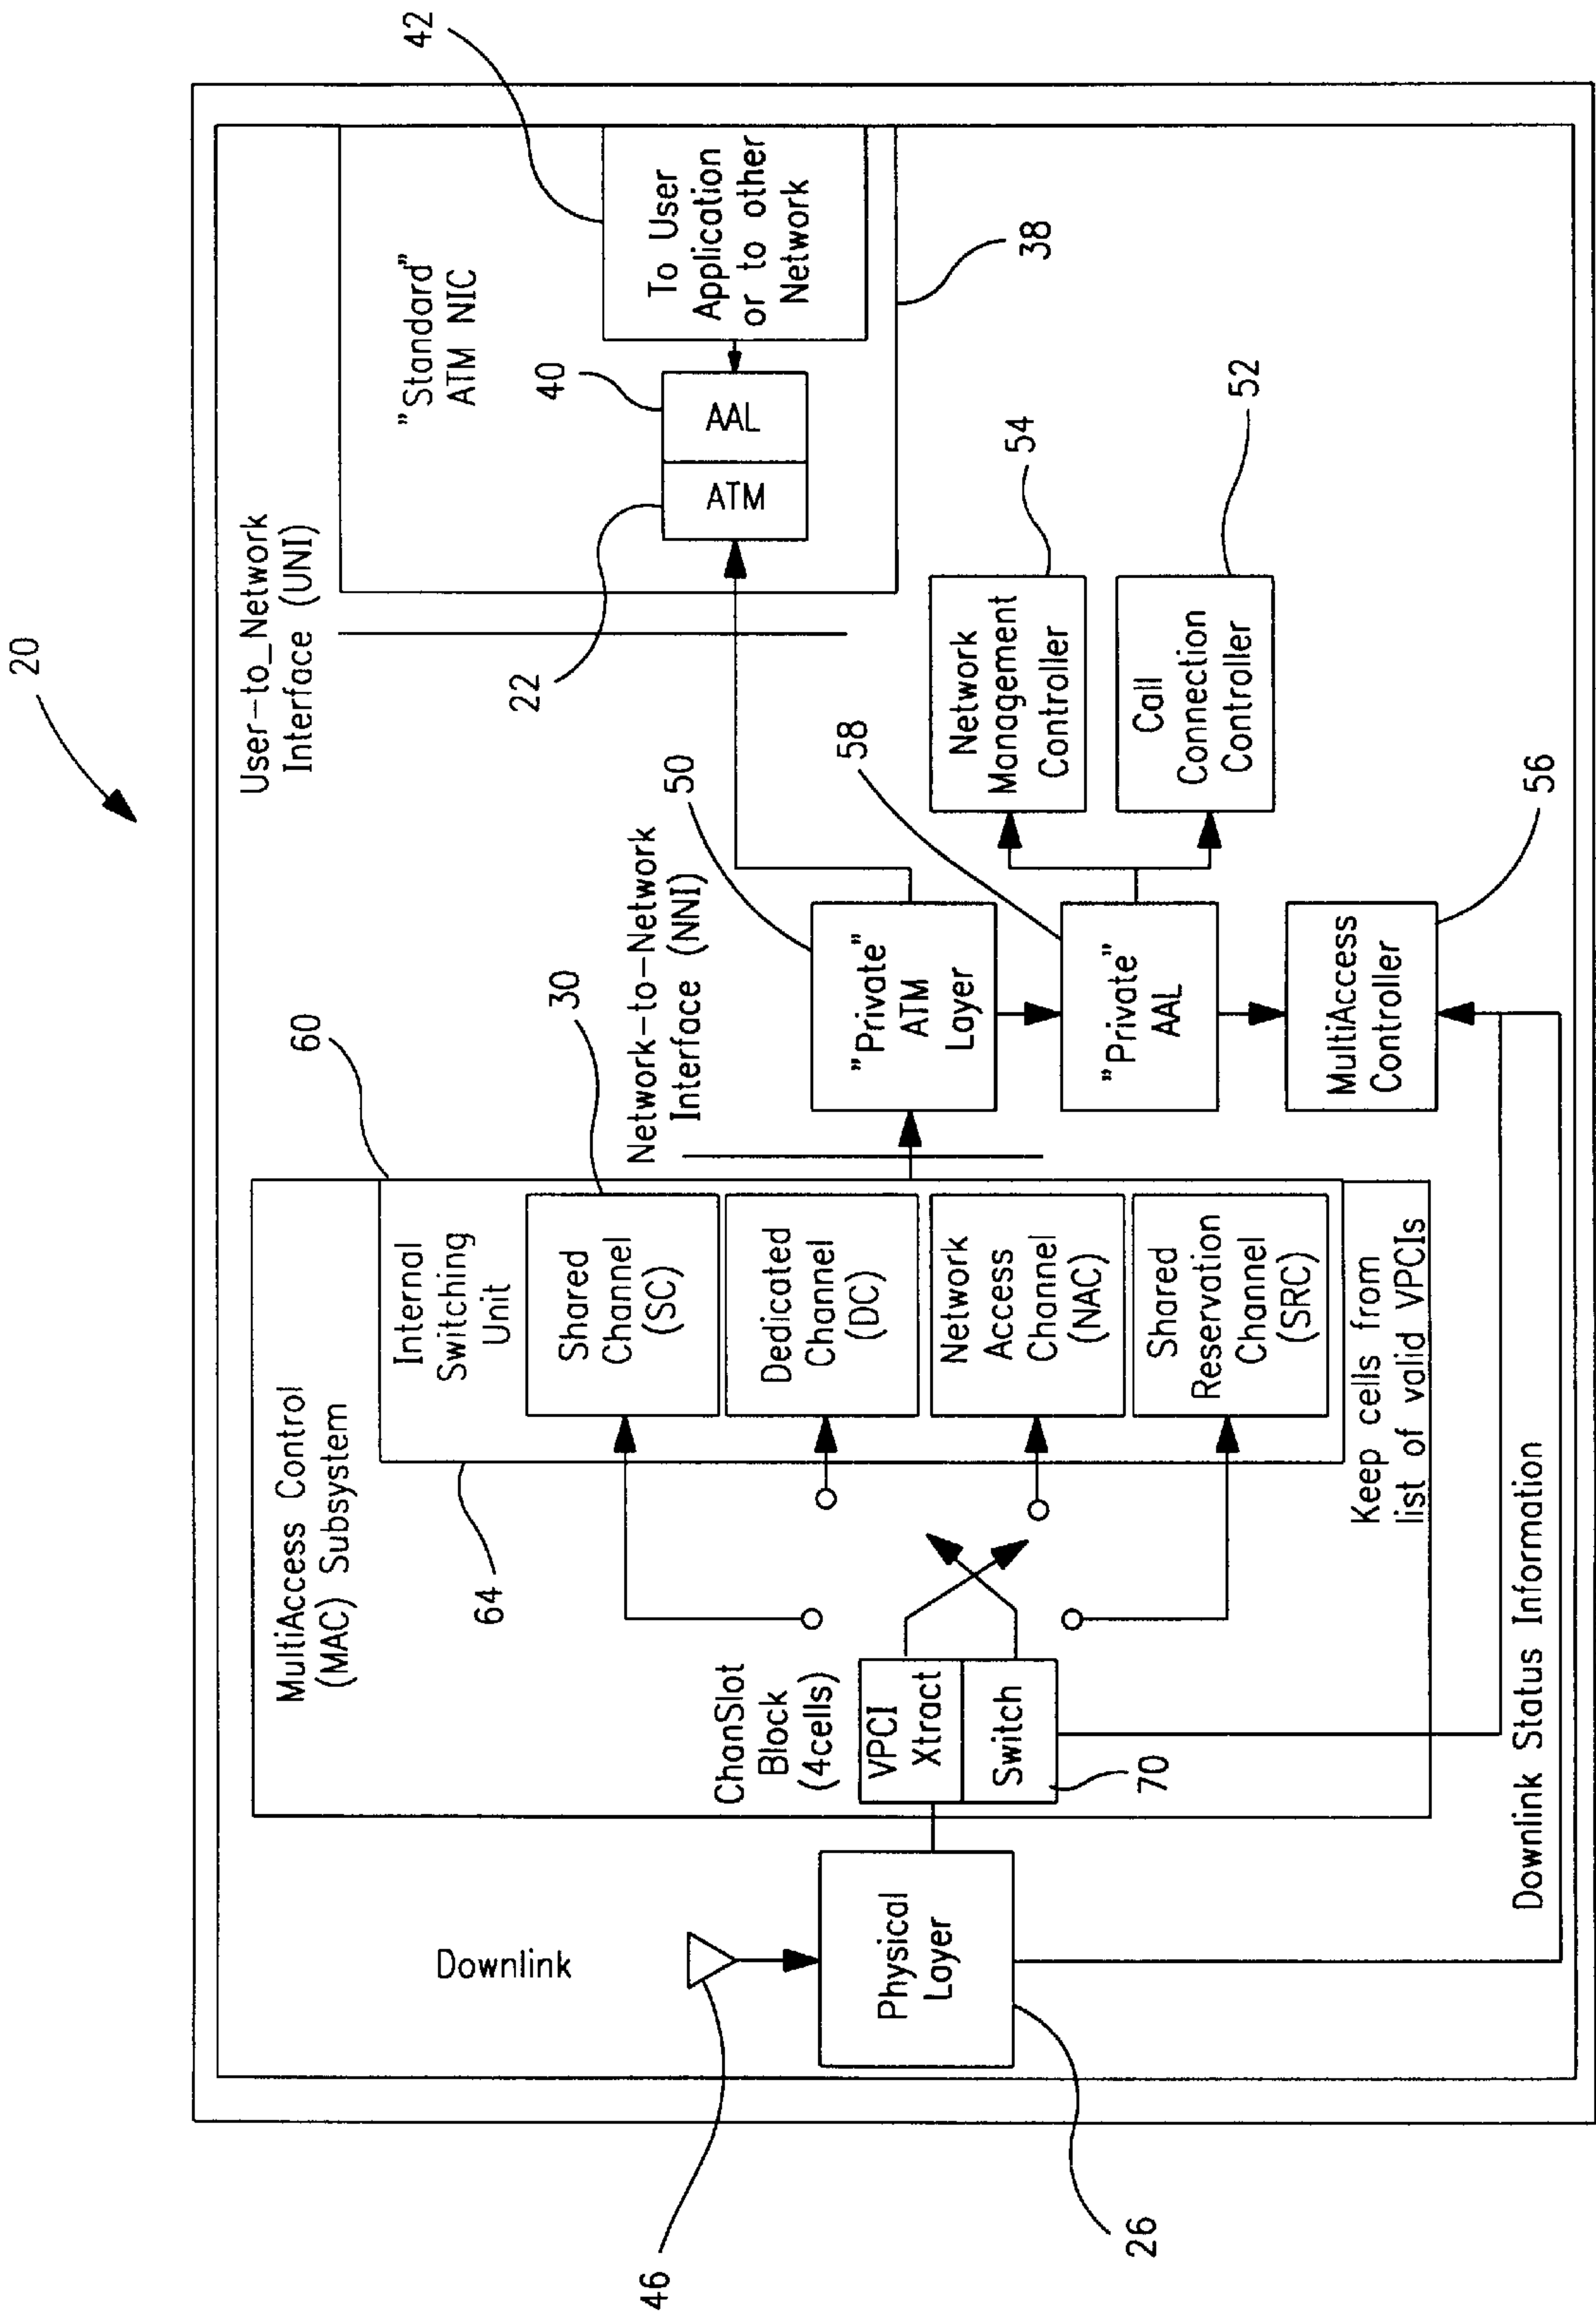 20
42
User-to_Network
Interface (UNI)
"Standard"
ATM NIC
To User
Application
or to other
Network
40
AAL
ATM
22
38
54
52
Network
Management
Controller
Call
Connection
Controller
58
50
56
Network-to-Network
Interface (NNI)
"Private"
ATM
Layer
"Private"
AAL
MultiAccess
Controller
60
30
MultiAccess Control
(MAC) Subsystem
Internal
Switching
Unit
Shared
Channel
(SC)
Dedicated
Channel
(DC)
Network
Access
Channel
(NAC)
Shared
Reservation
Channel
(SRC)
Keep cells from
list of valid VPCIs
64
ChanSlot
Block
(4cells)
VPCI
Xtract
Switch
70
Downlink Status Information
Downlink
Physical
Layer
46
26